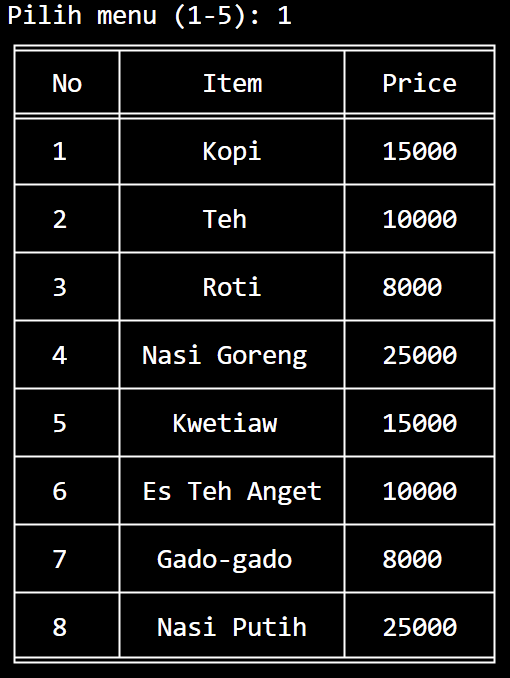 Pilih menu (1-5): 1
No Item Price
1 Kopi 15000
2 Teh 10000
3 Roti 8000
4 Nasi Goreng 25000
5 Kwetiaw 15000
6 Es Teh Anget 10000
7 Gado-gado 8000
8 Nasi Putih 25000